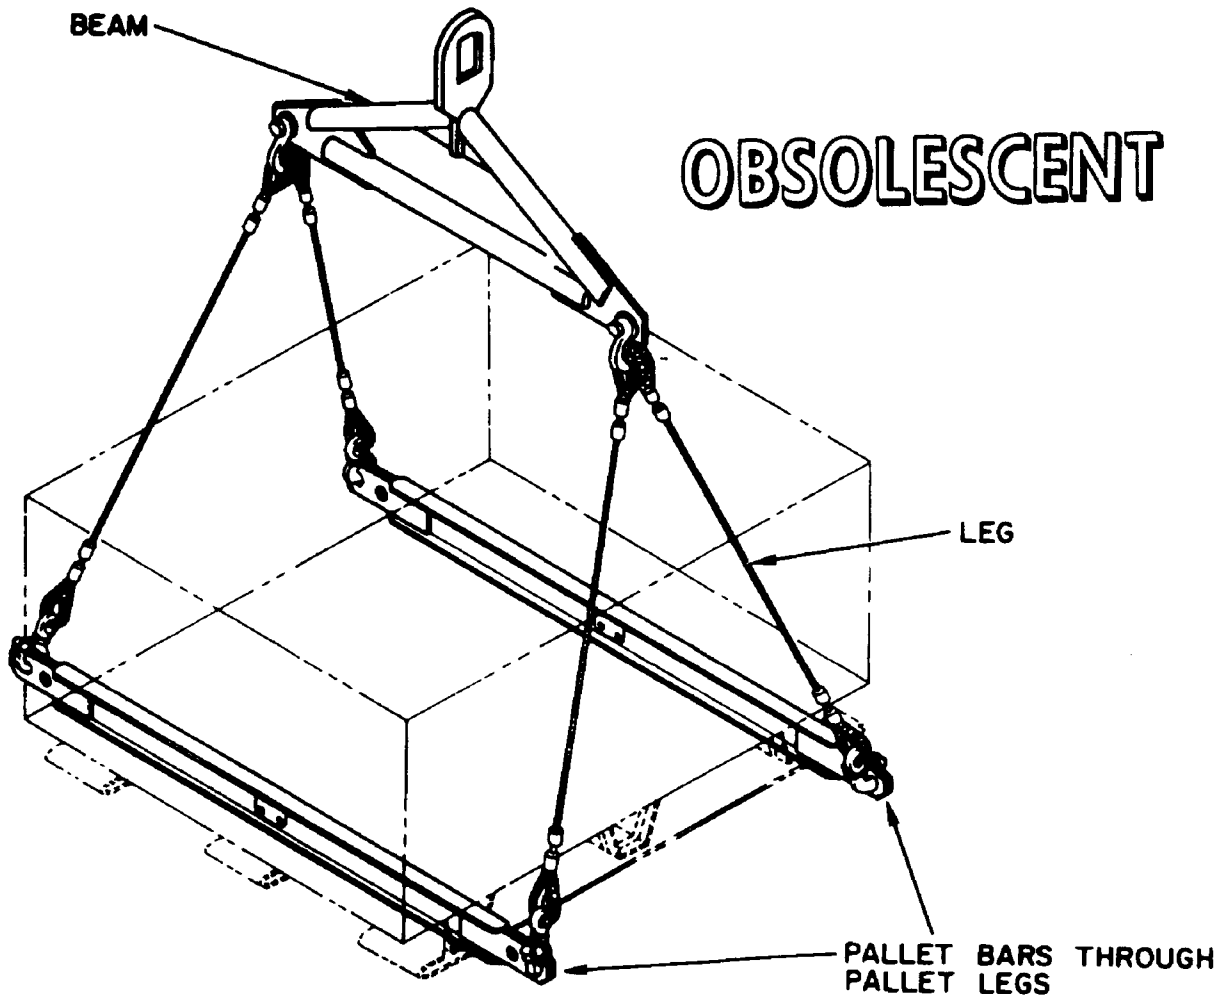 BEAM
OBSOLESCENT
LEG
PALLET BARS THROUGH
PALLET LEGS